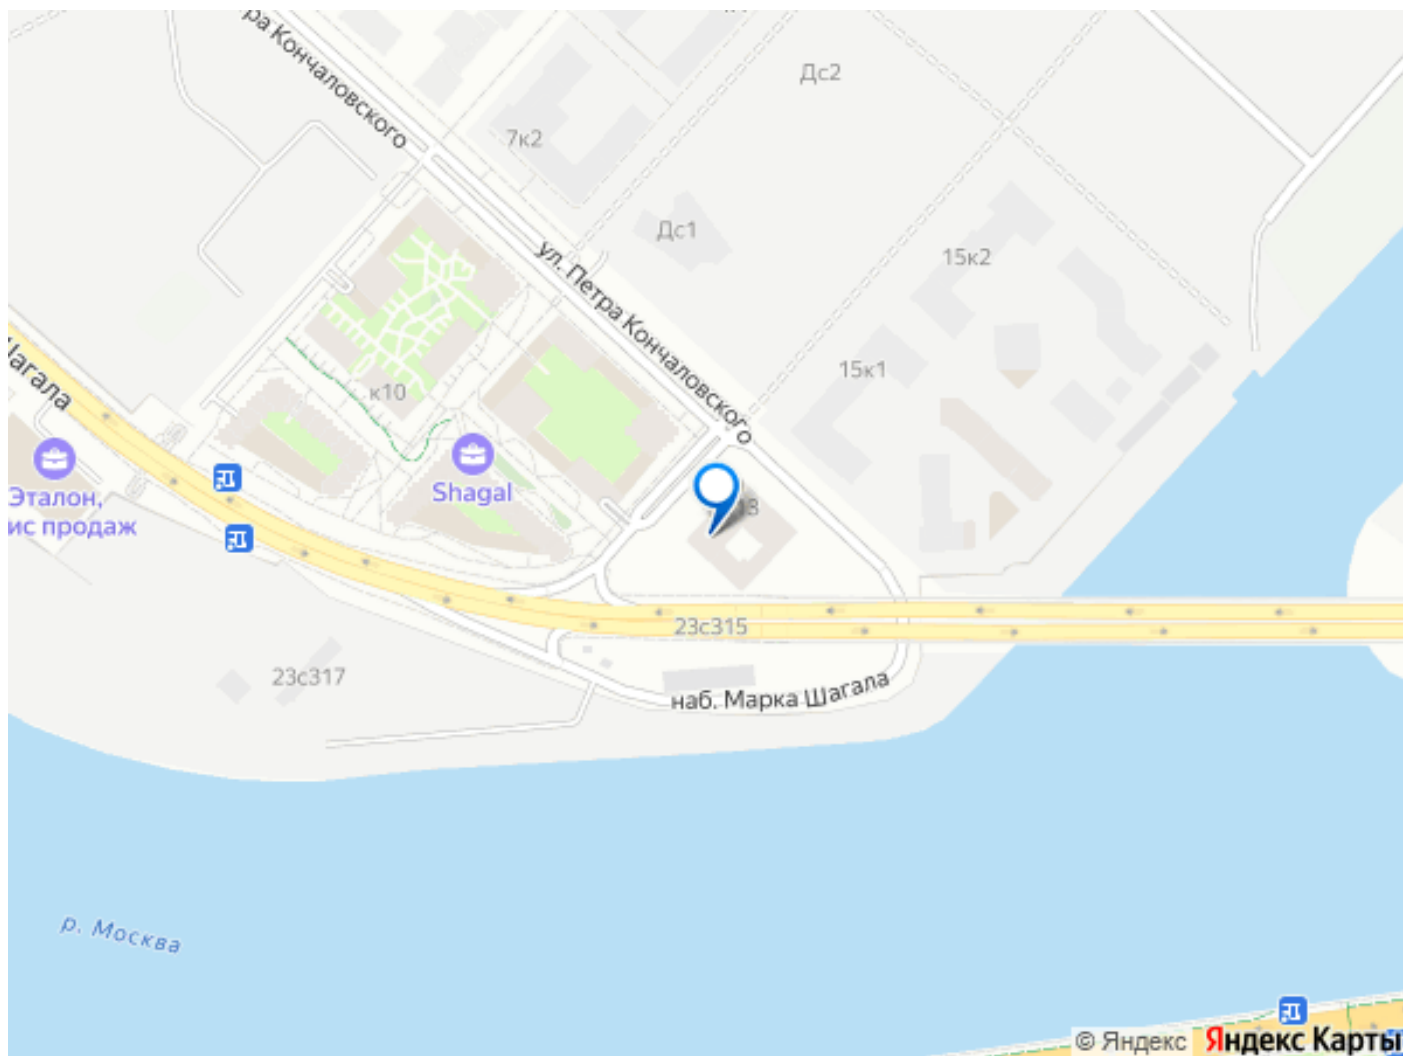 ра Кончаловского
Дс2
7к2
Дс1
ул. Петра Кончаловского
15к2
15к1
Шагала
к10
Shagal
Эталон,
ис продаж
23с315
23с317
наб. Марка Шагала
р. Москва
© Яндекс Яндекс Карты